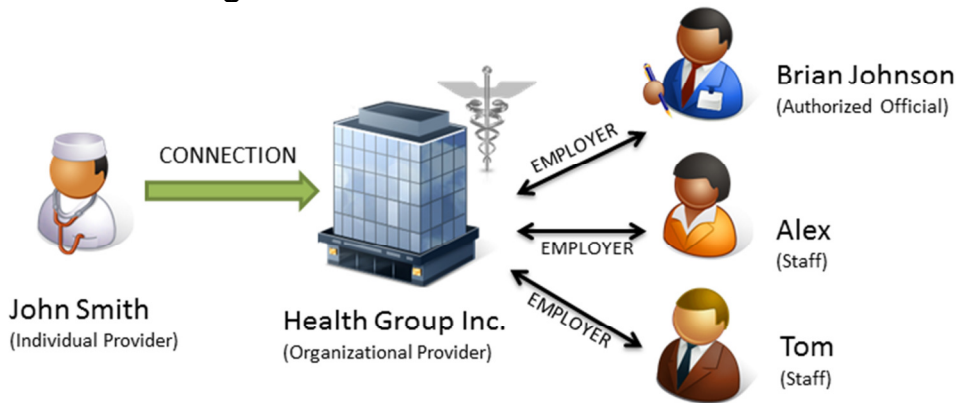 CONNECTION
John Smith
(Individual Provider)
Health Group Inc.
(Organizational Provider)
EMPLOYER
Brian Johnson
(Authorized Official)
EMPLOYER
Alex
(Staff)
EMPLOYER
Tom
(Staff)